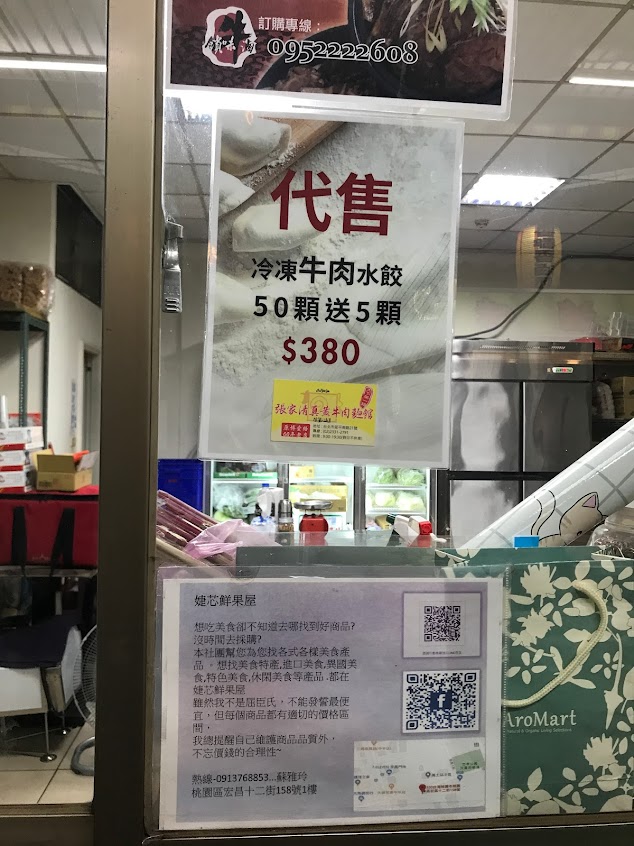 訂購專線：
0952222608
代售
冷凍牛肉水餃
50顆送5顆
$380
張家清真黃牛肉麵館
婕芯鮮果屋
想吃美食卻不知道去哪找到好商品?
沒時間去採購?
本社團幫您為您找各式各樣美食產
品 。想找美食特產,進口美食,異國美
食,特色美食,休閒美食等產品 .都在
婕芯鮮果屋
雖然我不是屈臣氏，不能發誓最便
宜，但每個商品都有適切的價格區
間，
我總提醒自己維護商品品質外，
不忘價錢的合理性~
熱線-0913768853...蘇雅玲
桃園區宏昌十二街158號1樓
f
AroMart
Natural & Organic Living Selections